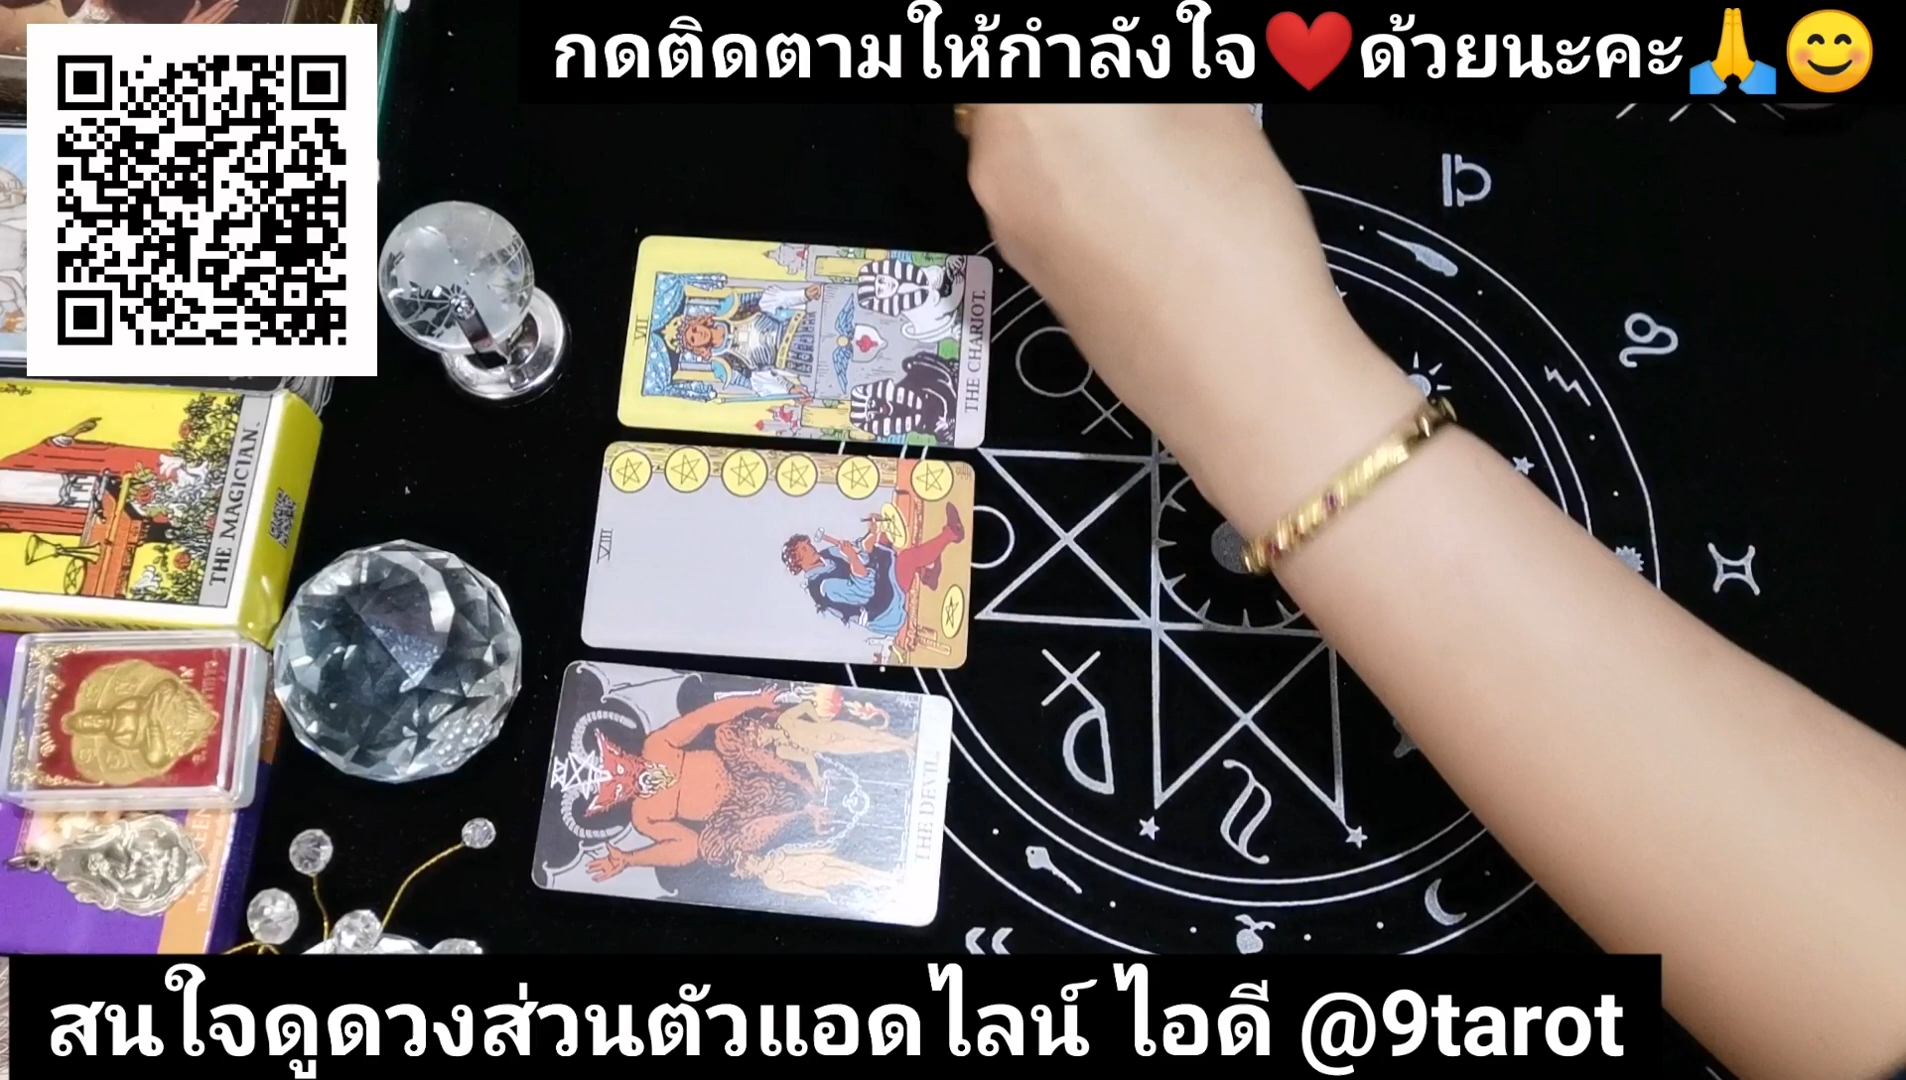 กดติดตามให้กำลังใจ❤️ด้วยนะคะ🙏😊
VII
THE CHARIOT.
THE MAGICIAN.
VIII
XV
THE DEVIL.
สนใจดูดวงส่วนตัวแอดไลน์ ไอดี @9tarot